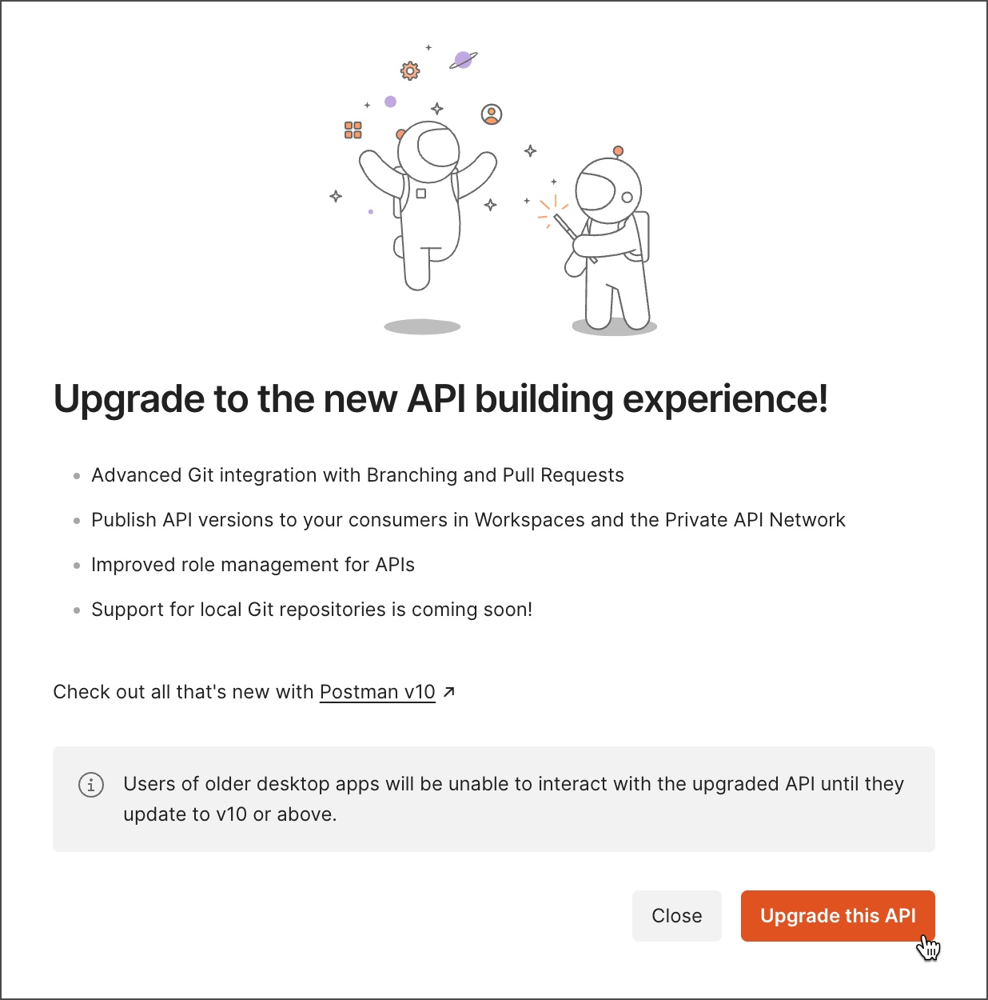 Upgrade to the new API building experience!
Advanced Git integration with Branching and Pull Requests
Publish API versions to your consumers in Workspaces and the Private API Network
Improved role management for APIs
Support for local Git repositories is coming soon!
Check out all that's new with Postman v10 ↗
Users of older desktop apps will be unable to interact with the upgraded API until they
update to v10 or above.
Close
Upgrade this API